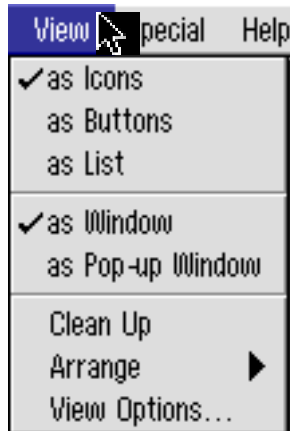 View pecial Help
as Icons
as Buttons
as List
as Window
as Pop-up Window
Clean Up
Arrange
View Options...